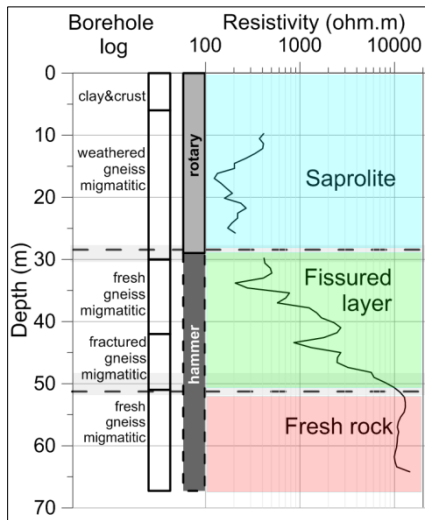 Borehole
log
Resistivity (ohm.m)
100
1000
10000
Depth (m)
0
10
20
30
40
50
60
70
clay&crust
weathered
gneiss
migmatitic
fresh
gneiss
migmatitic
fractured
gneiss
migmatitic
fresh
gneiss
migmatitic
rotary
hammer
Saprolite
Fissured
layer
Fresh rock